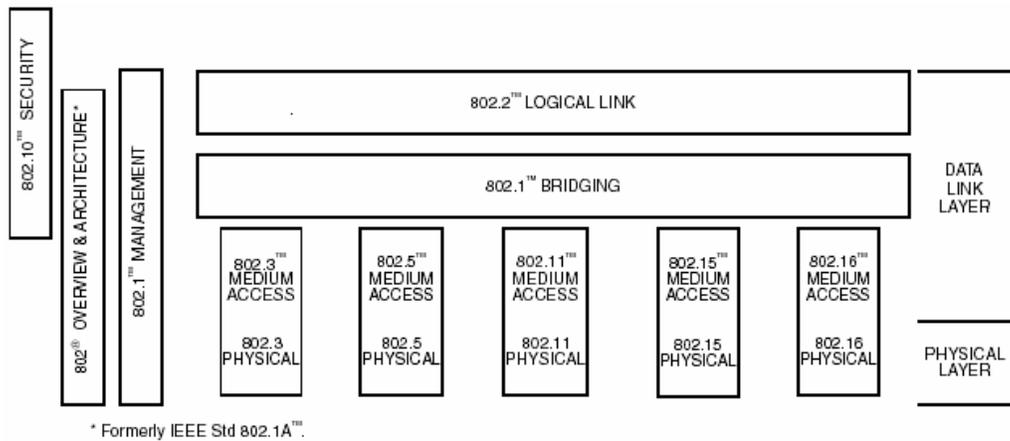 802.10™ SECURITY
802® OVERVIEW & ARCHITECTURE*
802.1™ MANAGEMENT
802.2™ LOGICAL LINK
802.1™ BRIDGING
802.3™
MEDIUM
ACCESS
802.3
PHYSICAL
802.5™
MEDIUM
ACCESS
802.5
PHYSICAL
802.11™
MEDIUM
ACCESS
802.11
PHYSICAL
802.15™
MEDIUM
ACCESS
802.15
PHYSICAL
802.16™
MEDIUM
ACCESS
802.16
PHYSICAL
DATA
LINK
LAYER
PHYSICAL
LAYER
* Formerly IEEE Std 802.1A™.